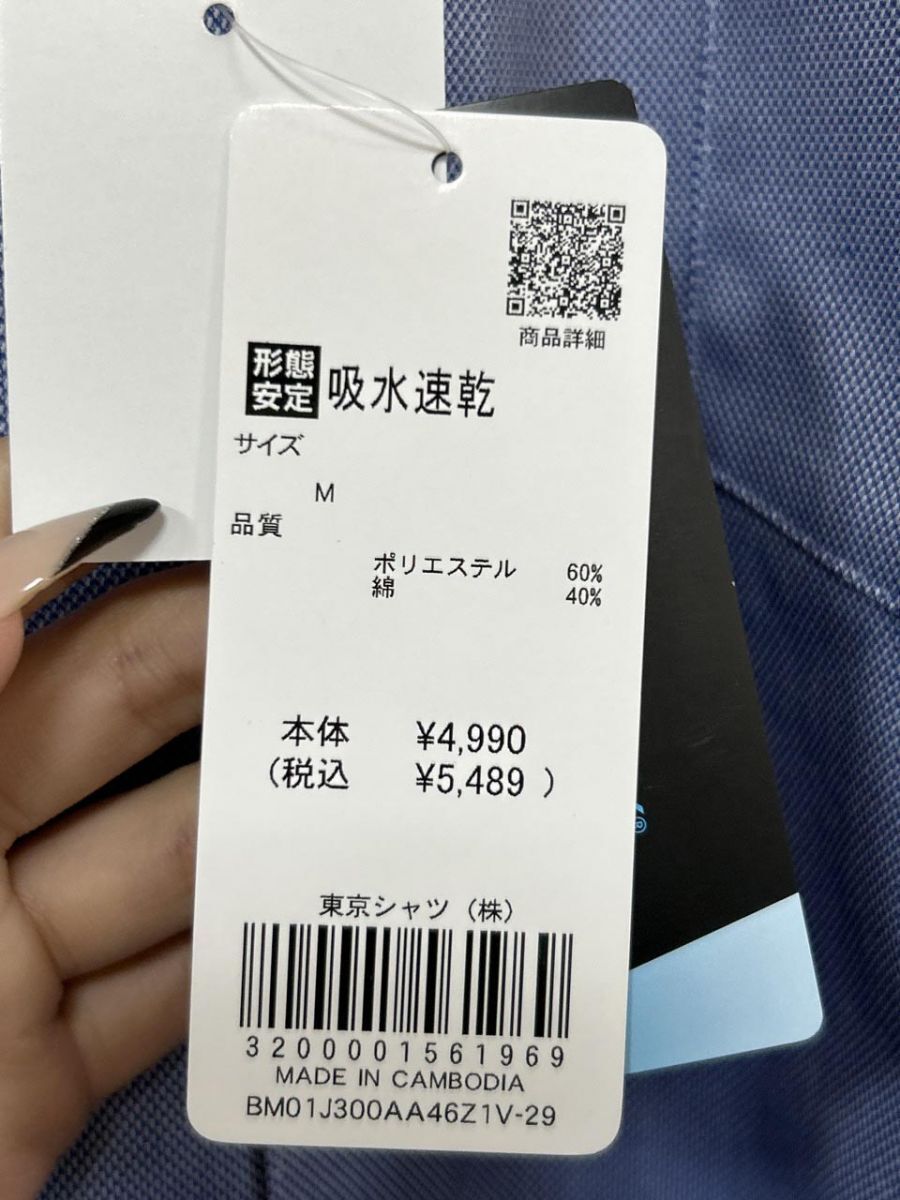 商品詳細
形態
安定
吸水速乾
サイズ
M
品質
ポリエステル 60%
綿 40%
本体 ¥4,990
(税込 ¥5,489 )
東京シャツ (株)
3200001561969
MADE IN CAMBODIA
BM01J300AA46Z1V-29